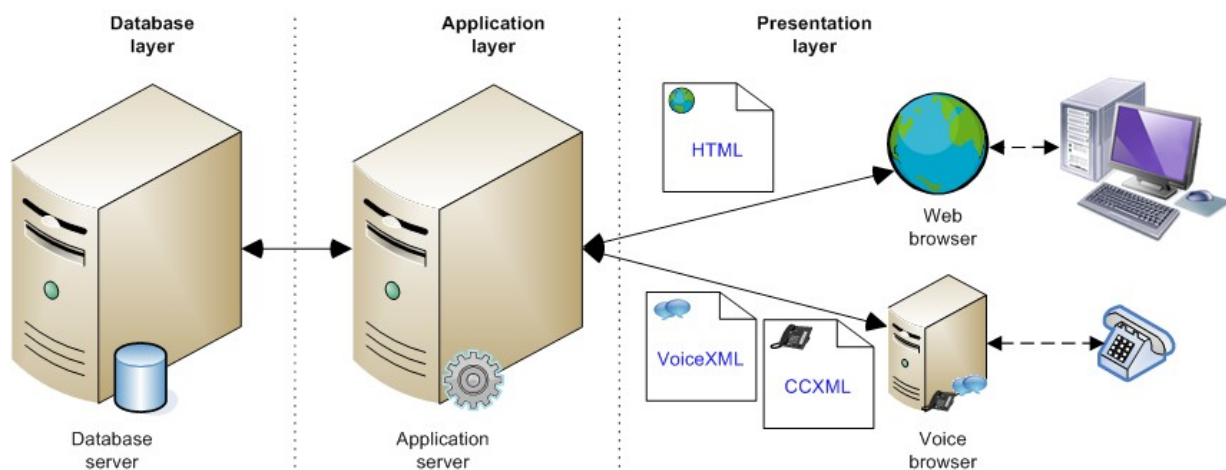 Database
layer
Application
layer
Presentation
layer
HTML
Web
browser
VoiceXML
CCXML
Database
server
Application
server
Voice
browser